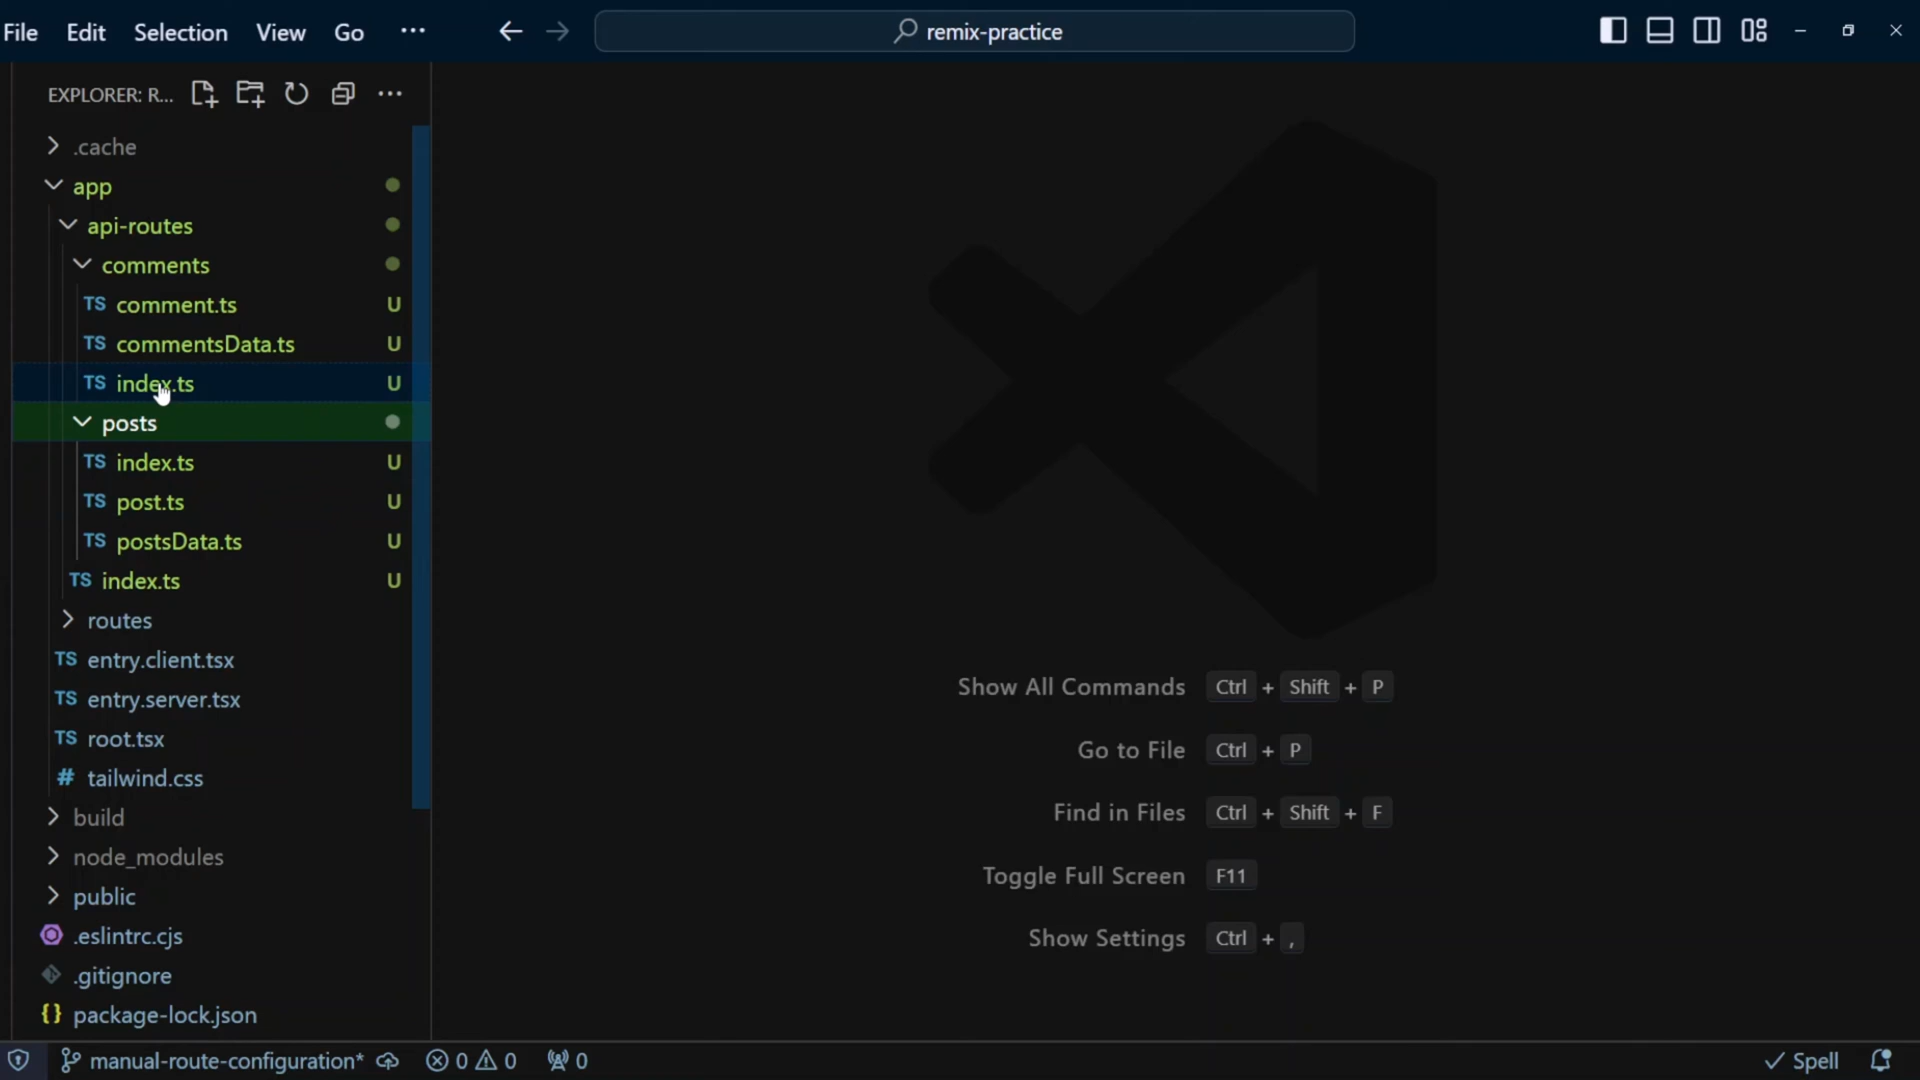 File Edit Selection View Go ··· remix-practice
EXPLORER: R...
.cache
app
api-routes
comments
TS comment.ts U
TS commentsData.ts U
TS index.ts U
posts
TS index.ts U
TS post.ts U
TS postsData.ts U
TS index.ts U
routes
TS entry.client.tsx
TS entry.server.tsx
TS root.tsx
# tailwind.css
build
node_modules
public
.eslintrc.cjs
.gitignore
{} package-lock.json
Show All Commands Ctrl + Shift + P
Go to File Ctrl + P
Find in Files Ctrl + Shift + F
Toggle Full Screen F11
Show Settings Ctrl + ,
manual-route-configuration* 0 0 0 Spell